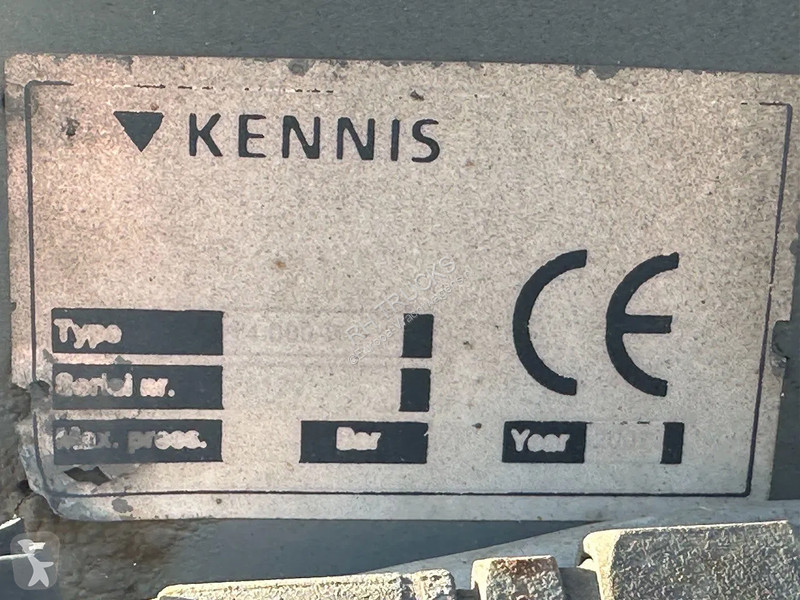 KENNIS
CE
Type
Serial nr.
Max. press. Bar Year